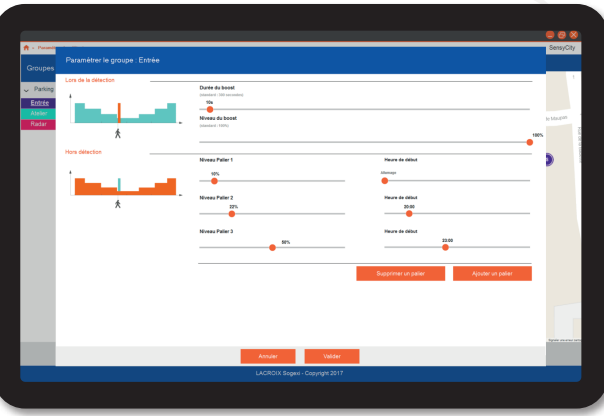 SensyCity
Paramétrer le groupe : Entrée
Groupes
Parking
Entrée
Atelier
Radar
Lors de la détection
Durée du boost
10s
Niveau du boost
100%
Hors détection
Niveau Palier 1
Heure de début
10%
Allumage
Niveau Palier 2
Heure de début
22%
20:00
Niveau Palier 3
Heure de début
50%
23:00
Supprimer un palier
Ajouter un palier
Annuler
Valider
LACROIX Sogexi - Copyright 2017